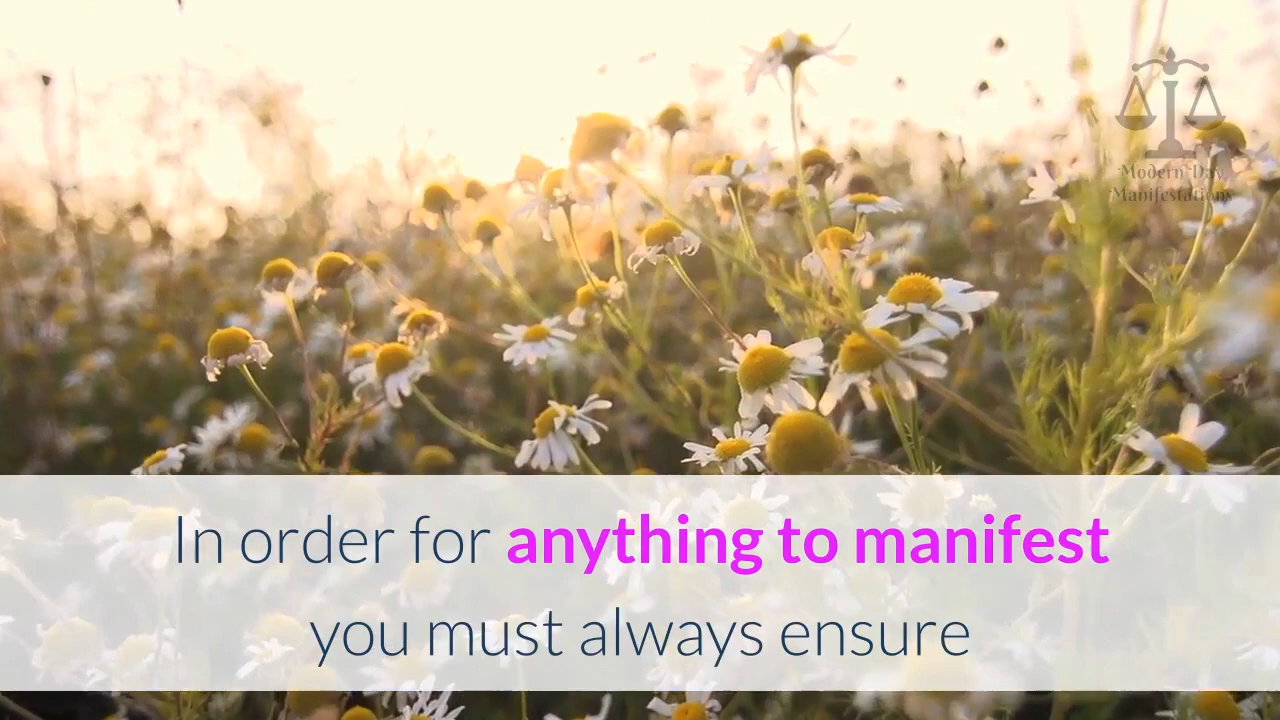 Modern Day
Manifestations
In order for anything to manifest
you must always ensure